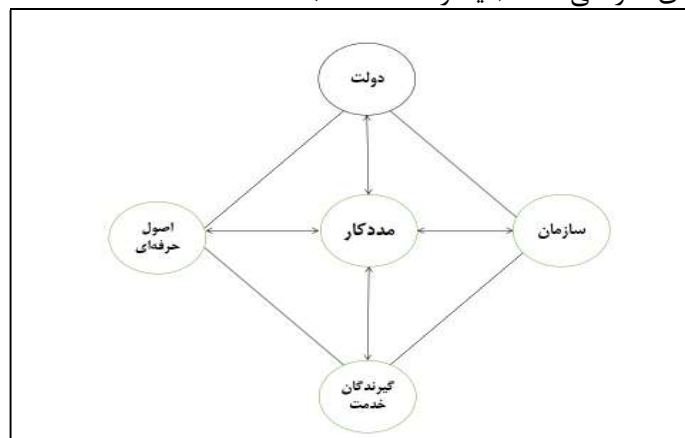 دولت
اصول
حرفه‌ای
مددکار
سازمان
گیرندگان
خدمت